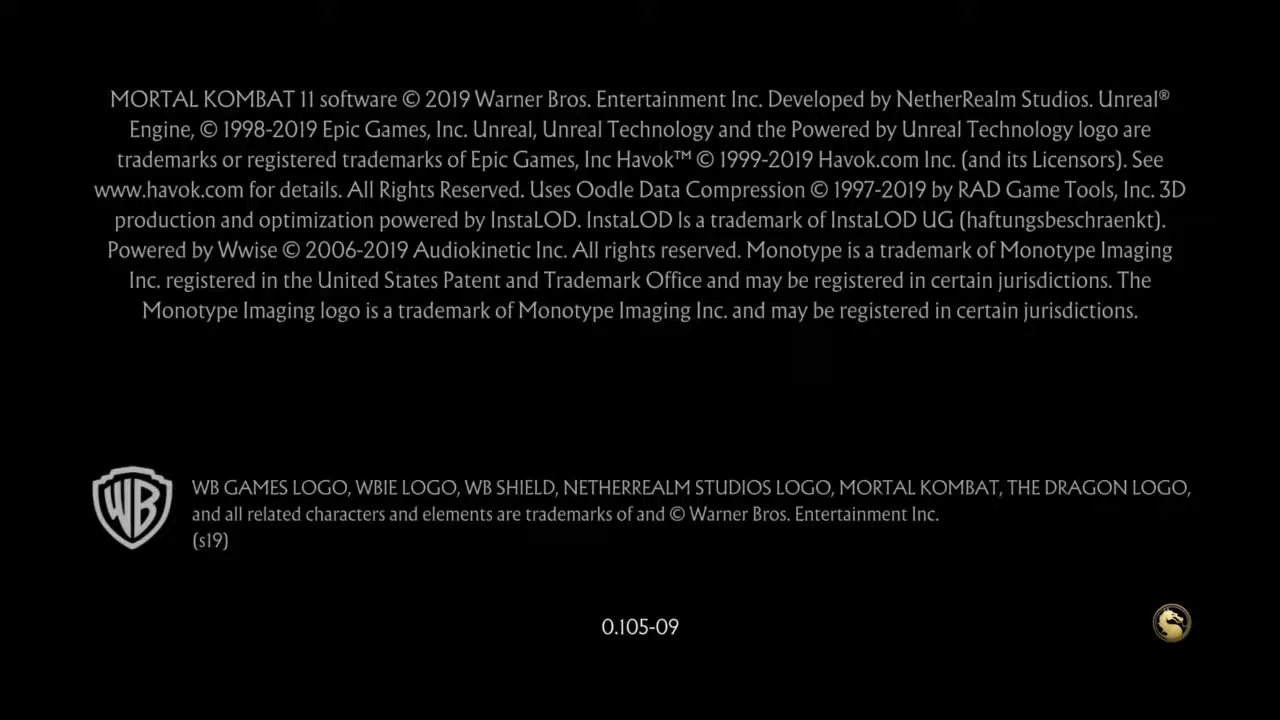 MORTAL KOMBAT 11 software © 2019 Warner Bros. Entertainment Inc. Developed by NetherRealm Studios. Unreal®
Engine, © 1998-2019 Epic Games, Inc. Unreal, Unreal Technology and the Powered by Unreal Technology logo are
trademarks or registered trademarks of Epic Games, Inc Havok™ © 1999-2019 Havok.com Inc. (and its Licensors). See
www.havok.com for details. All Rights Reserved. Uses Oodle Data Compression © 1997-2019 by RAD Game Tools, Inc. 3D
production and optimization powered by InstaLOD. InstaLOD Is a trademark of InstaLOD UG (haftungsbeschraenkt).
Powered by Wwise © 2006-2019 Audiokinetic Inc. All rights reserved. Monotype is a trademark of Monotype Imaging
Inc. registered in the United States Patent and Trademark Office and may be registered in certain jurisdictions. The
Monotype Imaging logo is a trademark of Monotype Imaging Inc. and may be registered in certain jurisdictions.
WB
WB GAMES LOGO, WBIE LOGO, WB SHIELD, NETHERREALM STUDIOS LOGO, MORTAL KOMBAT, THE DRAGON LOGO,
and all related characters and elements are trademarks of and © Warner Bros. Entertainment Inc.
(s19)
0.105-09